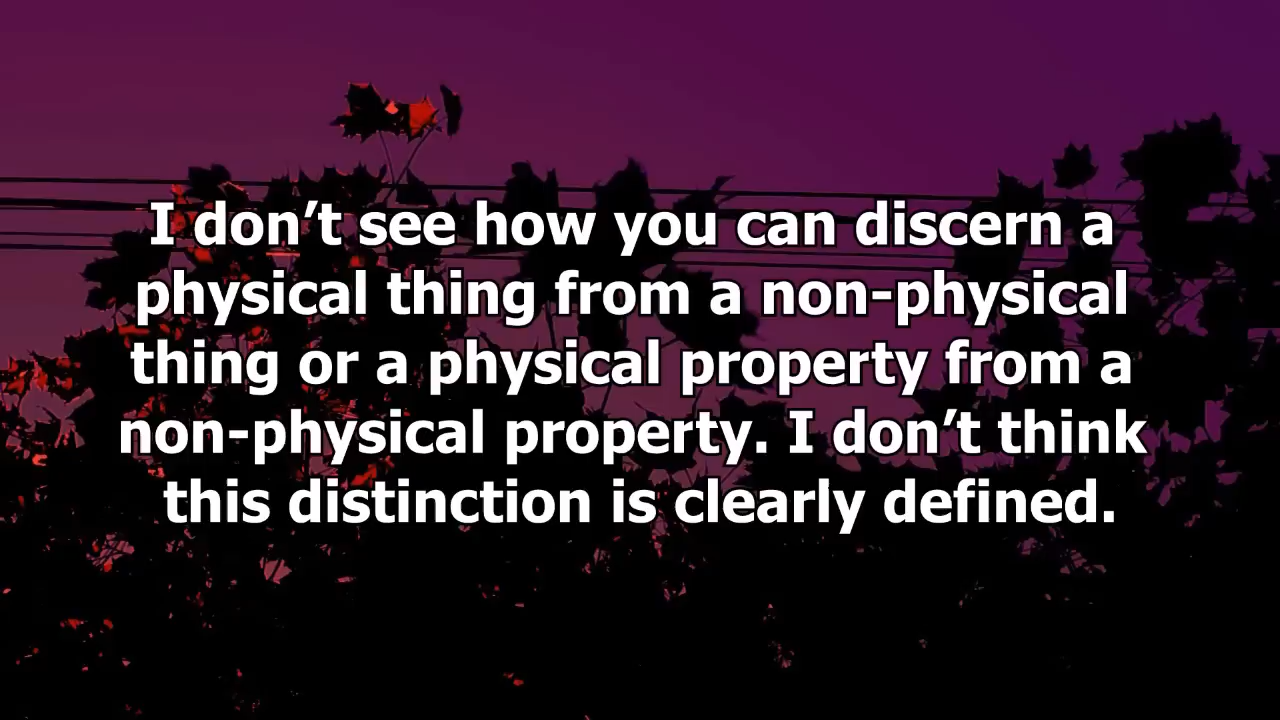 I don’t see how you can discern a
physical thing from a non-physical
thing or a physical property from a
non-physical property. I don’t think
this distinction is clearly defined.